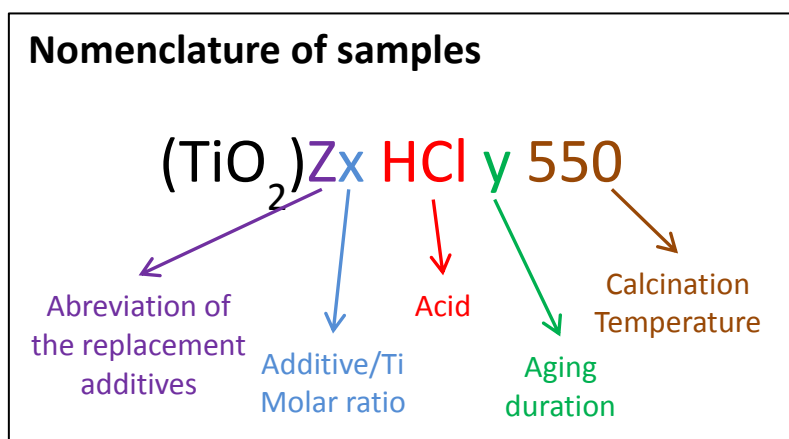 Nomenclature of samples
(TiO2)Zx HCl y 550
Abreviation of
the replacement
additives
Additive/Ti
Molar ratio
Acid
Aging
duration
Calcination
Temperature